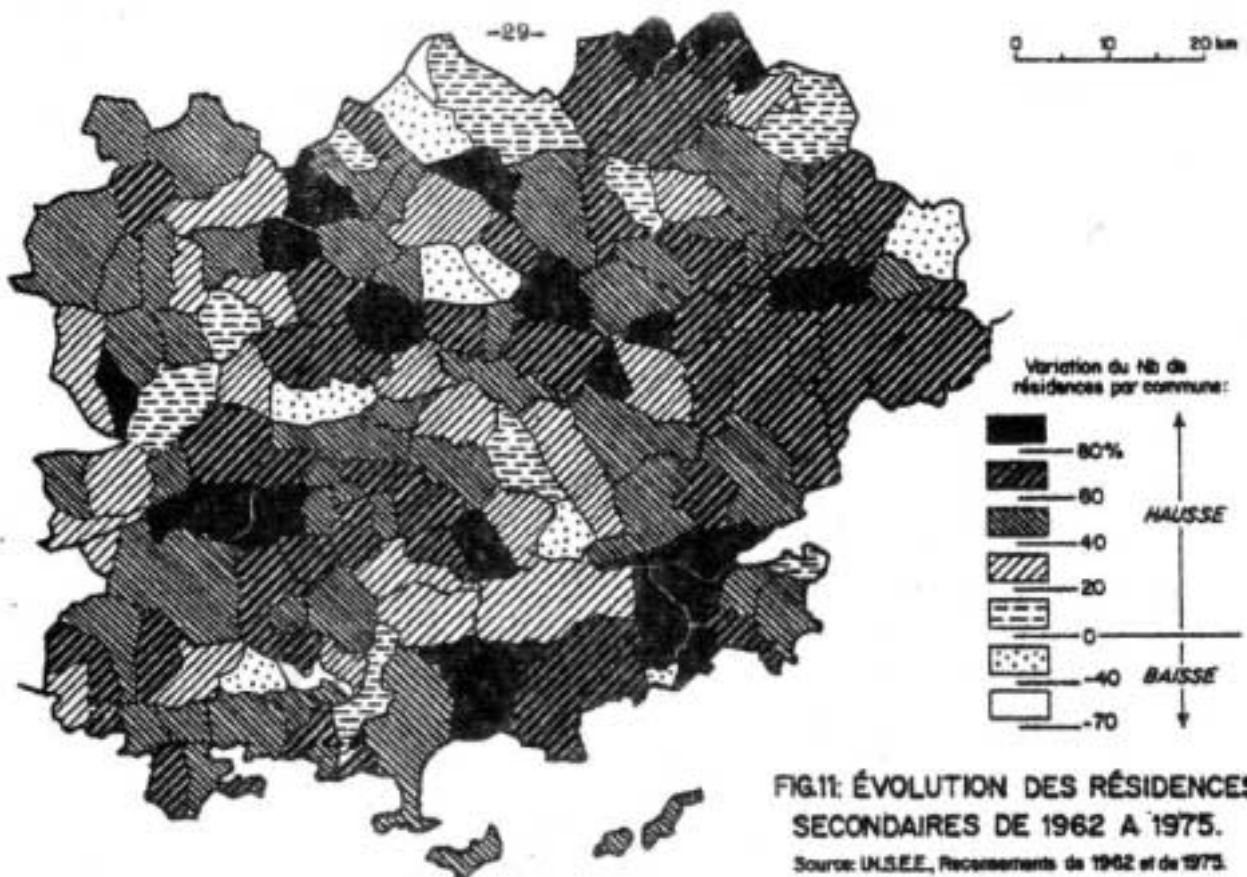 -29-
0 10 20 km
Variation du Nb de
résidences par commune:
80%
60
40
20
0
-40
-70
HAUSSE
BAISSE
FIG.11: ÉVOLUTION DES RÉSIDENCES
SECONDAIRES DE 1962 A 1975.
Source: I.N.S.E.E., Recensements de 1962 et de 1975.